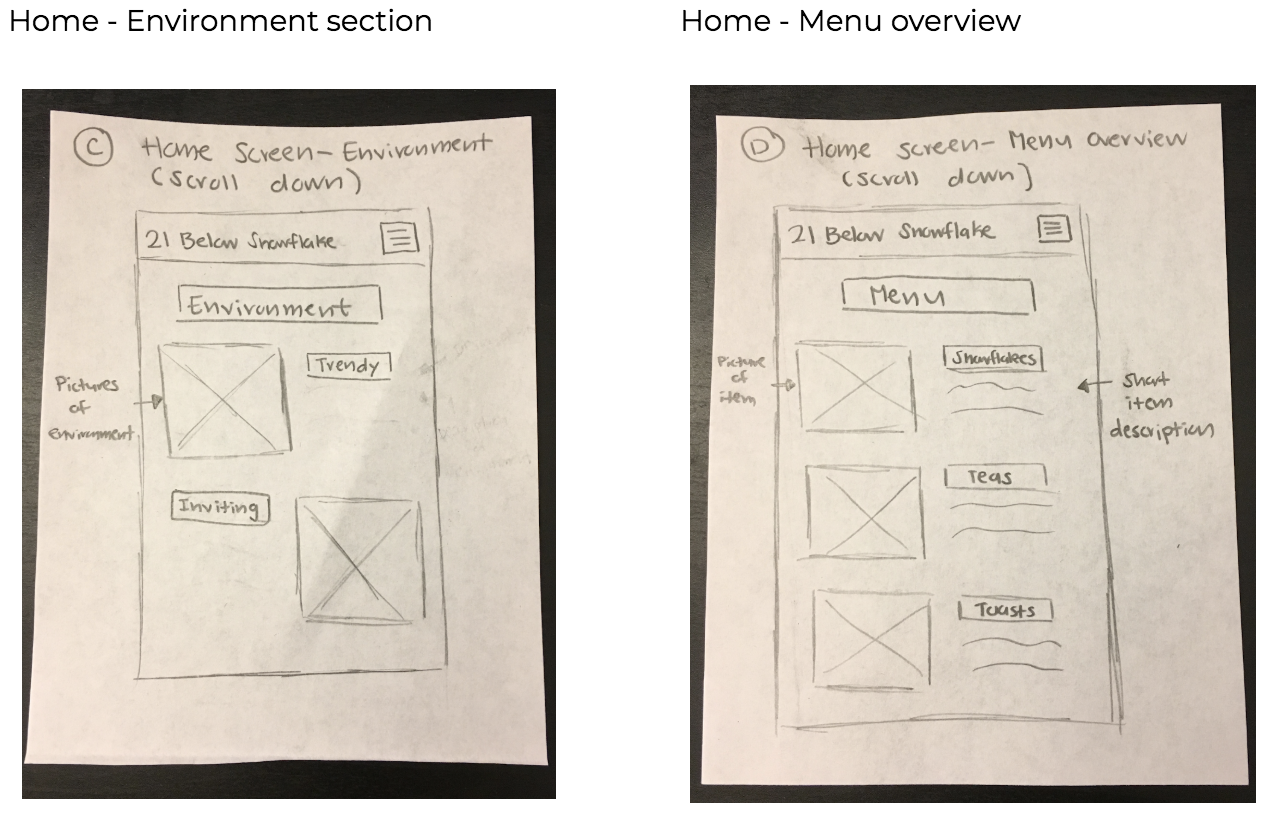 Home - Environment section
C Home Screen - Environment
(scroll down)
21 Below Snowflake
Environment
Trendy
Pictures
of
environment
Inviting
Home - Menu overview
D Home screen - Menu overview
(scroll down)
21 Below Snowflake
Menu
Picture
of
item
Snowflakes
Short
item
description
Teas
Toasts